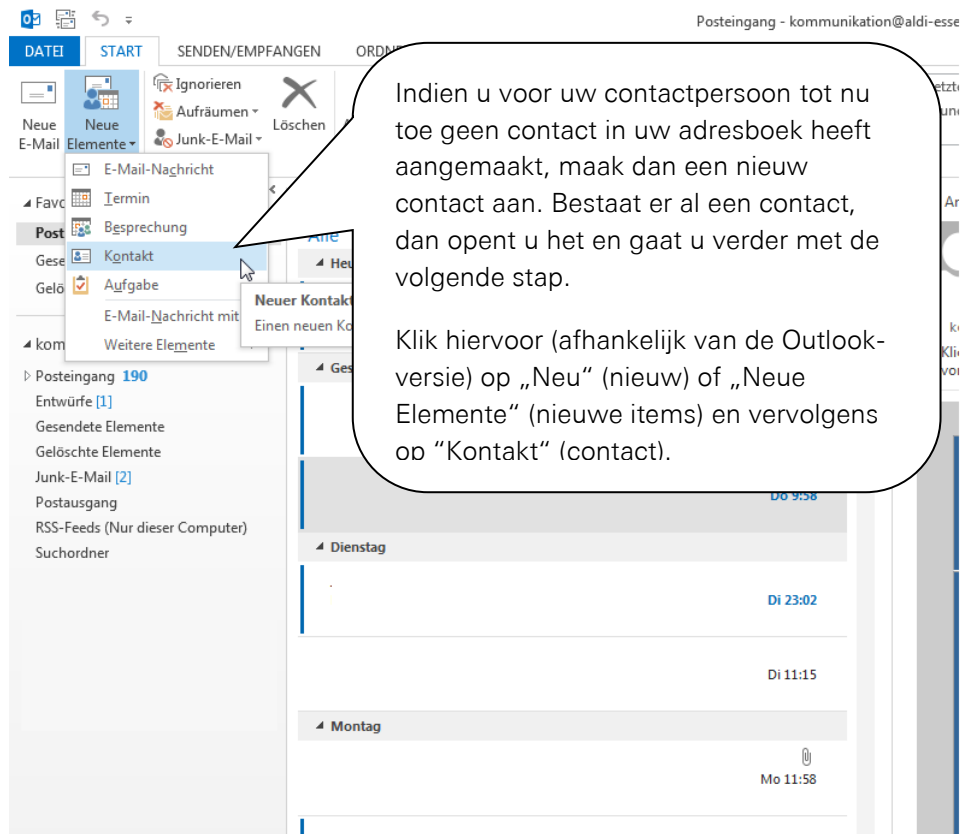 Posteingang - kommunikation@aldi-esse
DATEI START SENDEN/EMPFANGEN ORDNE
Neue E-Mail
Neue Elemente
Ignorieren
Aufräumen
Junk-E-Mail
Löschen
E-Mail-Nachricht
Termin
Besprechung
Kontakt
Aufgabe
E-Mail-Nachricht mit
Weitere Elemente
Neuer Kontakt
Einen neuen Ko
Indien u voor uw contactpersoon tot nu
toe geen contact in uw adresboek heeft
aangemaakt, maak dan een nieuw
contact aan. Bestaat er al een contact,
dan opent u het en gaat u verder met de
volgende stap.
Klik hiervoor (afhankelijk van de Outlook-
versie) op „Neu“ (nieuw) of „Neue
Elemente“ (nieuwe items) en vervolgens
op “Kontakt“ (contact).
Favo
Post
Gese
Gelö
kom
Posteingang 190
Entwürfe [1]
Gesendete Elemente
Gelöschte Elemente
Junk-E-Mail [2]
Postausgang
RSS-Feeds (Nur dieser Computer)
Suchordner
Alle
Heu
Ges
Do 9:58
Dienstag
Di 23:02
Di 11:15
Montag
Mo 11:58